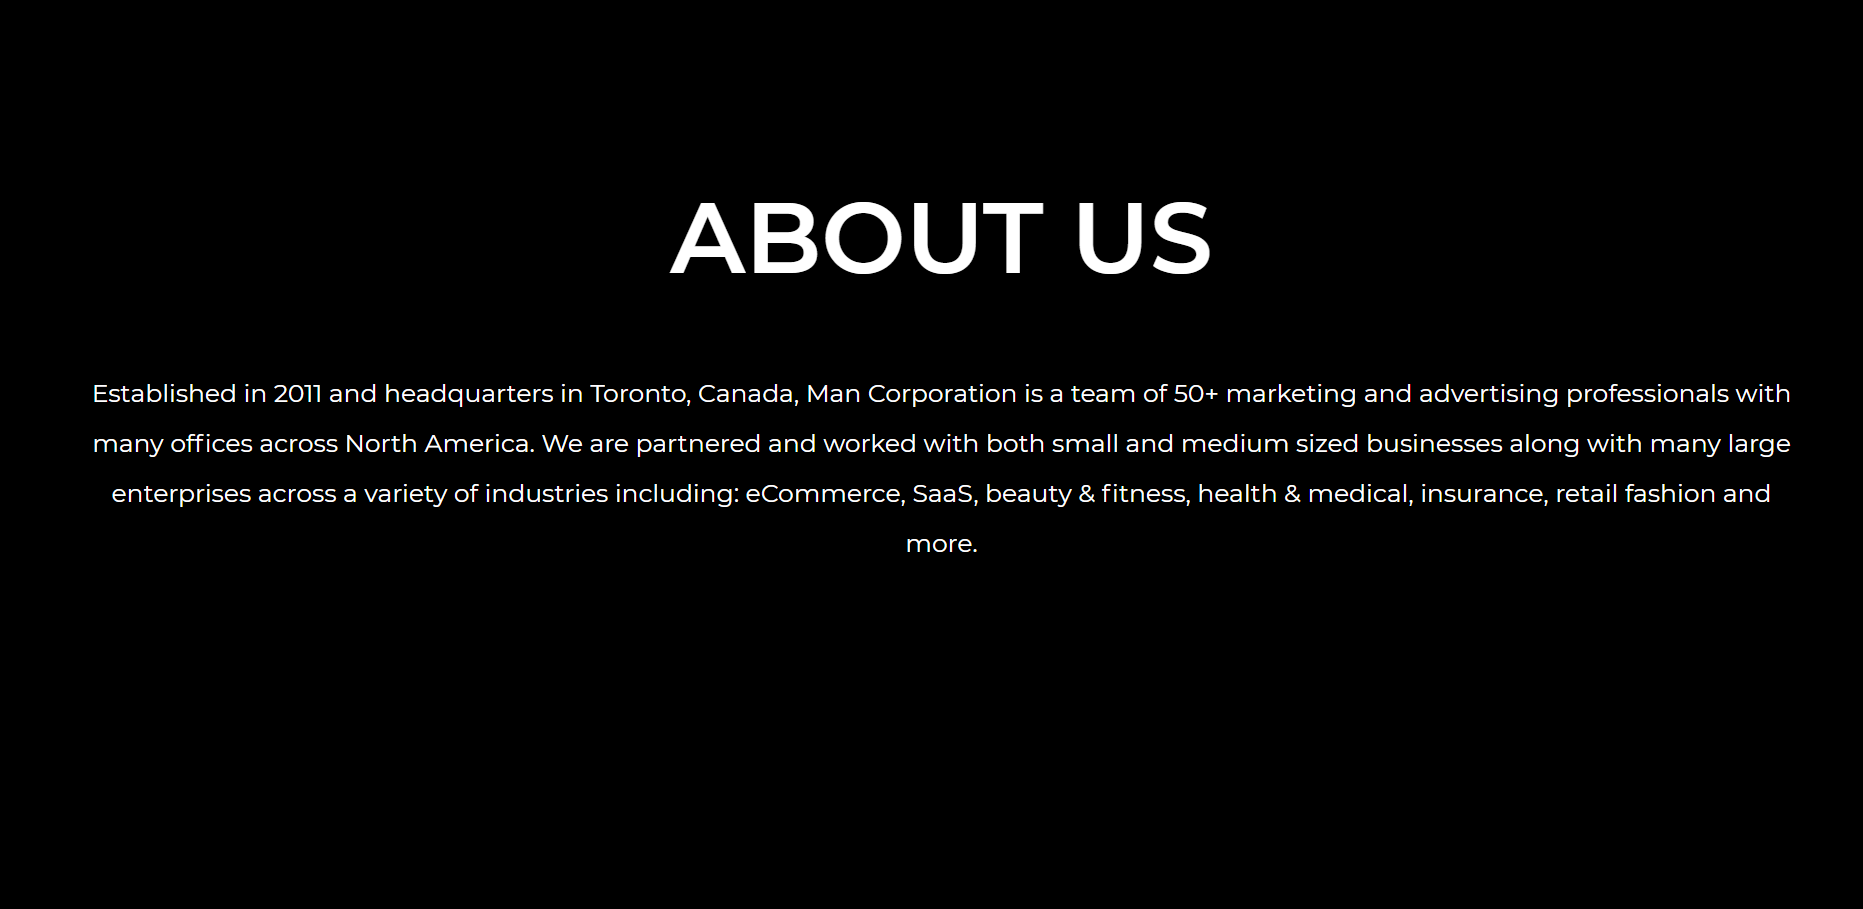 ABOUT US
Established in 2011 and headquarters in Toronto, Canada, Man Corporation is a team of 50+ marketing and advertising professionals with
many offices across North America. We are partnered and worked with both small and medium sized businesses along with many large
enterprises across a variety of industries including: eCommerce, SaaS, beauty & fitness, health & medical, insurance, retail fashion and
more.